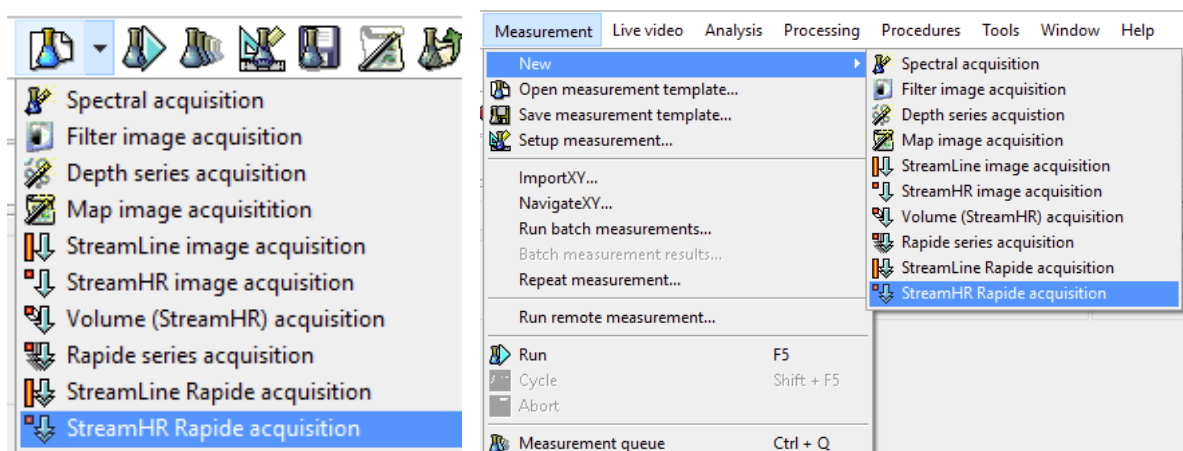 Spectral acquisition
Filter image acquisition
Depth series acquisition
Map image acquisitition
StreamLine image acquisition
StreamHR image acquisition
Volume (StreamHR) acquisition
Rapide series acquisition
StreamLine Rapide acquisition
StreamHR Rapide acquisition
Measurement Live video Analysis Processing Procedures Tools Window Help
New
Open measurement template...
Save measurement template...
Setup measurement...
ImportXY...
NavigateXY...
Run batch measurements...
Batch measurement results...
Repeat measurement...
Run remote measurement...
Run F5
Cycle Shift + F5
Abort
Measurement queue Ctrl + Q
Spectral acquisition
Filter image acquisition
Depth series acquistion
Map image acquisition
StreamLine image acquisition
StreamHR image acquisition
Volume (StreamHR) acquisition
Rapide series acquisition
StreamLine Rapide acquisition
StreamHR Rapide acquisition